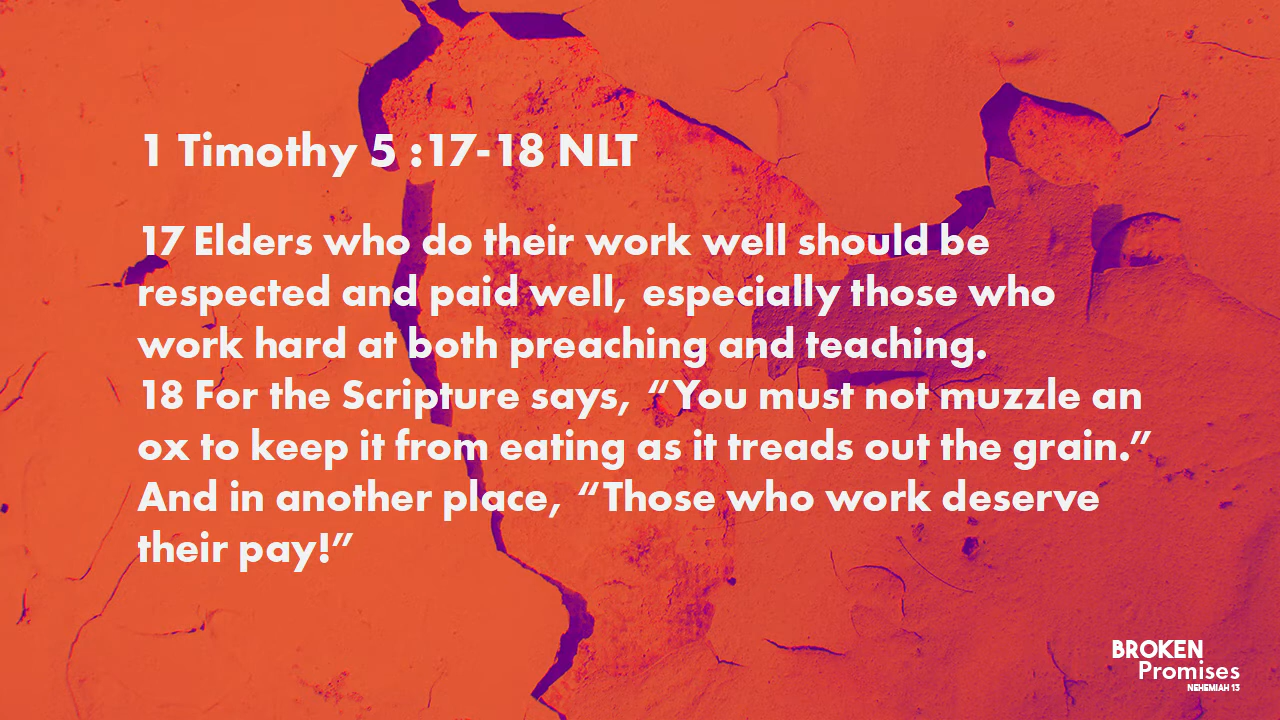 1 Timothy 5 :17-18 NLT
17 Elders who do their work well should be
respected and paid well, especially those who
work hard at both preaching and teaching.
18 For the Scripture says, “You must not muzzle an
ox to keep it from eating as it treads out the grain.”
And in another place, “Those who work deserve
their pay!”
BROKEN
Promises
NEHEMIAH 13